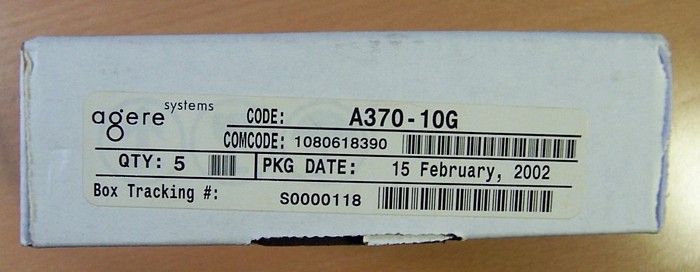 agere systems
CODE: A370-10G
COMCODE: 1080618390
QTY: 5 PKG DATE: 15 February, 2002
Box Tracking #: S0000118